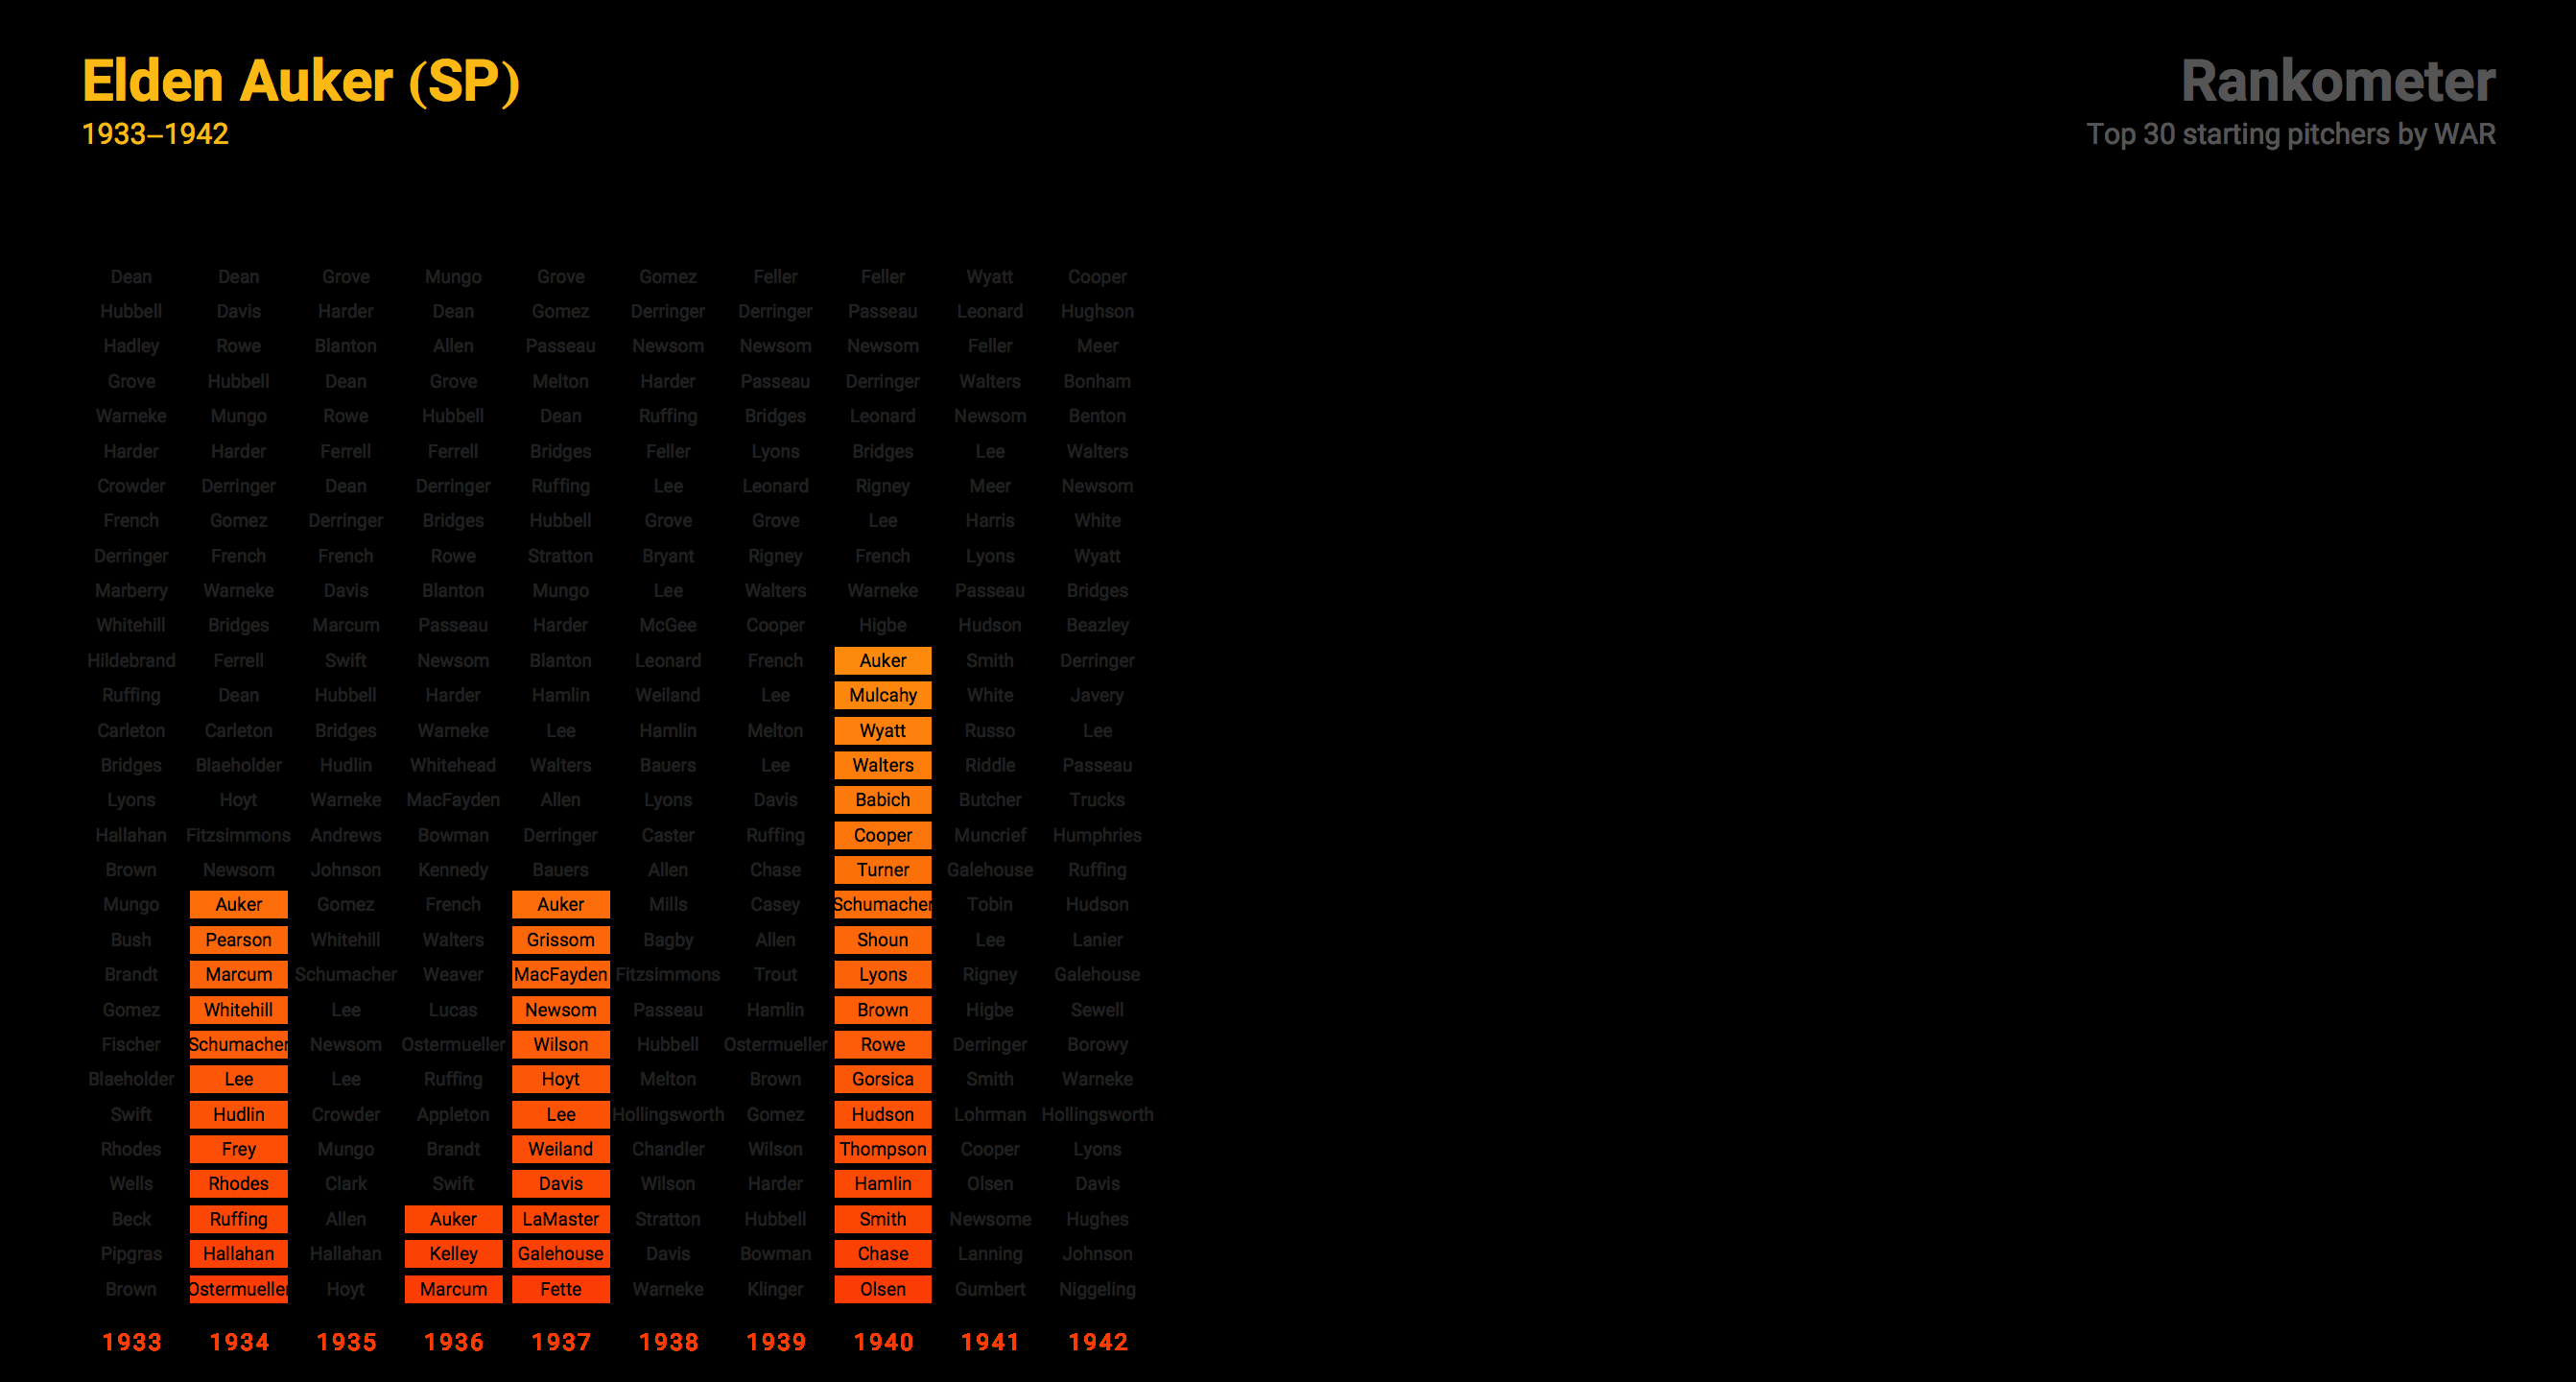 Elden Auker (SP)
1933–1942
Rankometer
Top 30 starting pitchers by WAR
Dean Dean Grove Mungo Grove Gomez Feller Feller Wyatt Cooper
Hubbell Davis Harder Dean Gomez Derringer Derringer Passeau Leonard Hughson
Hadley Rowe Blanton Allen Passeau Newsom Newsom Newsom Feller Meer
Grove Hubbell Dean Grove Melton Harder Passeau Derringer Walters Bonham
Warneke Mungo Rowe Hubbell Dean Ruffing Bridges Leonard Newsom Benton
Harder Harder Ferrell Ferrell Bridges Feller Lyons Bridges Lee Walters
Crowder Derringer Dean Derringer Ruffing Lee Leonard Rigney Meer Newsom
French Gomez Derringer Bridges Hubbell Grove Grove Lee Harris White
Derringer French French Rowe Stratton Bryant Rigney French Lyons Wyatt
Marberry Warneke Davis Blanton Mungo Lee Walters Warneke Passeau Bridges
Whitehill Bridges Marcum Passeau Harder McGee Cooper Higbe Hudson Beazley
Hildebrand Ferrell Swift Newsom Blanton Leonard French Auker Smith Derringer
Ruffing Dean Hubbell Harder Hamlin Weiland Lee Mulcahy White Javery
Carleton Carleton Bridges Warneke Lee Hamlin Melton Wyatt Russo Lee
Bridges Blaeholder Hudlin Whitehead Walters Bauers Lee Walters Riddle Passeau
Lyons Hoyt Warneke MacFayden Allen Lyons Davis Babich Butcher Trucks
Hallahan Fitzsimmons Andrews Bowman Derringer Caster Ruffing Cooper Muncrief Humphries
Brown Newsom Johnson Kennedy Bauers Allen Chase Turner Galehouse Ruffing
Mungo Auker Gomez French Auker Mills Casey Schumacher Tobin Hudson
Bush Pearson Whitehill Walters Grissom Bagby Allen Shoun Lee Lanier
Brandt Marcum Schumacher Weaver MacFayden Fitzsimmons Trout Lyons Rigney Galehouse
Gomez Whitehill Lee Lucas Newsom Passeau Hamlin Brown Higbe Sewell
Fischer Schumacher Newsom Ostermueller Wilson Hubbell Ostermueller Rowe Derringer Borowy
Blaeholder Lee Lee Ruffing Hoyt Melton Brown Gorsica Smith Warneke
Swift Hudlin Crowder Appleton Lee Hollingsworth Gomez Hudson Lohrman Hollingsworth
Rhodes Frey Mungo Brandt Weiland Chandler Wilson Thompson Cooper Lyons
Wells Rhodes Clark Swift Davis Wilson Harder Hamlin Olsen Davis
Beck Ruffing Allen Auker LaMaster Stratton Hubbell Smith Newsome Hughes
Pipgras Hallahan Hallahan Kelley Galehouse Davis Bowman Chase Lanning Johnson
Brown Ostermueller Hoyt Marcum Fette Warneke Klinger Olsen Gumbert Niggeling
1933 1934 1935 1936 1937 1938 1939 1940 1941 1942